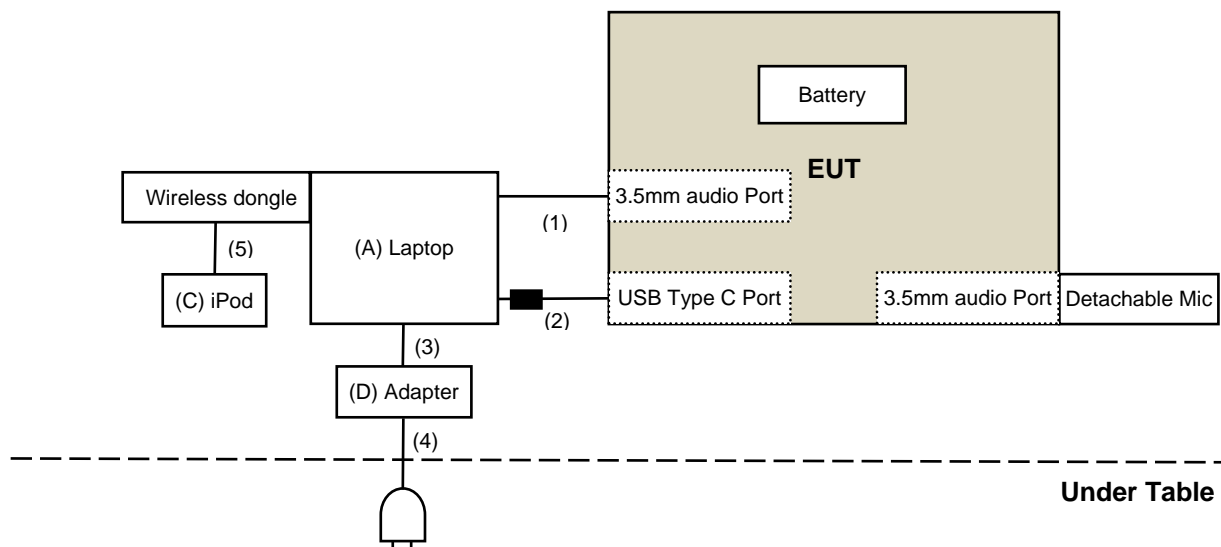 Battery
EUT
Wireless dongle
3.5mm audio Port
(1)
(A) Laptop
(5)
(C) iPod
USB Type C Port
3.5mm audio Port
Detachable Mic
(2)
(3)
(D) Adapter
(4)
Under Table